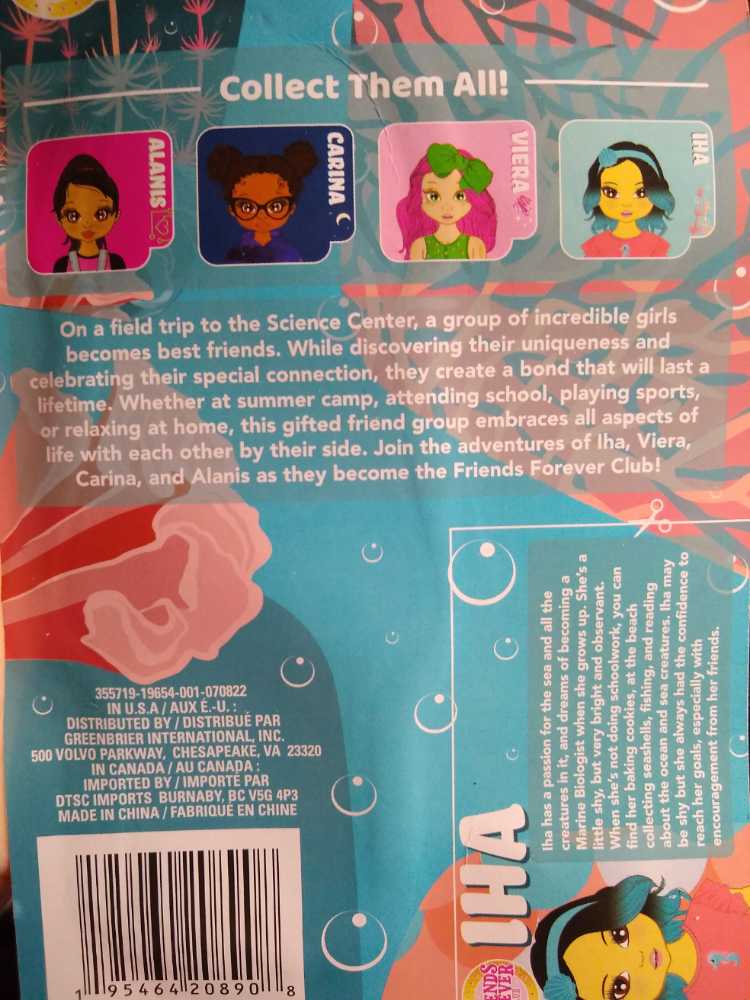 Collect Them All!
ALANIS
CARINA
VIERA
IHA
On a field trip to the Science Center, a group of incredible girls
becomes best friends. While discovering their uniqueness and
celebrating their special connection, they create a bond that will last a
lifetime. Whether at summer camp, attending school, playing sports,
or relaxing at home, this gifted friend group embraces all aspects of
life with each other by their side. Join the adventures of Iha, Viera,
Carina, and Alanis as they become the Friends Forever Club!
355719-19654-001-070822
IN U.S.A / AUX É.-U. :
DISTRIBUTED BY / DISTRIBUÉ PAR
GREENBRIER INTERNATIONAL, INC.
500 VOLVO PARKWAY, CHESAPEAKE, VA 23320
IN CANADA / AU CANADA :
IMPORTED BY / IMPORTÉ PAR
DTSC IMPORTS BURNABY, BC V5G 4P3
MADE IN CHINA / FABRIQUÉ EN CHINE
1 95464 20890 8
IHA
Iha has a passion for the sea and all the
creatures in it, and dreams of becoming a
Marine Biologist when she grows up. She's a
little shy, but very bright and observant.
When she's not doing schoolwork, you can
find her baking cookies, at the beach
collecting seashells, fishing, and reading
about the ocean and sea creatures. Iha may
be shy but she always had the confidence to
reach her goals, especially with
encouragement from her friends.